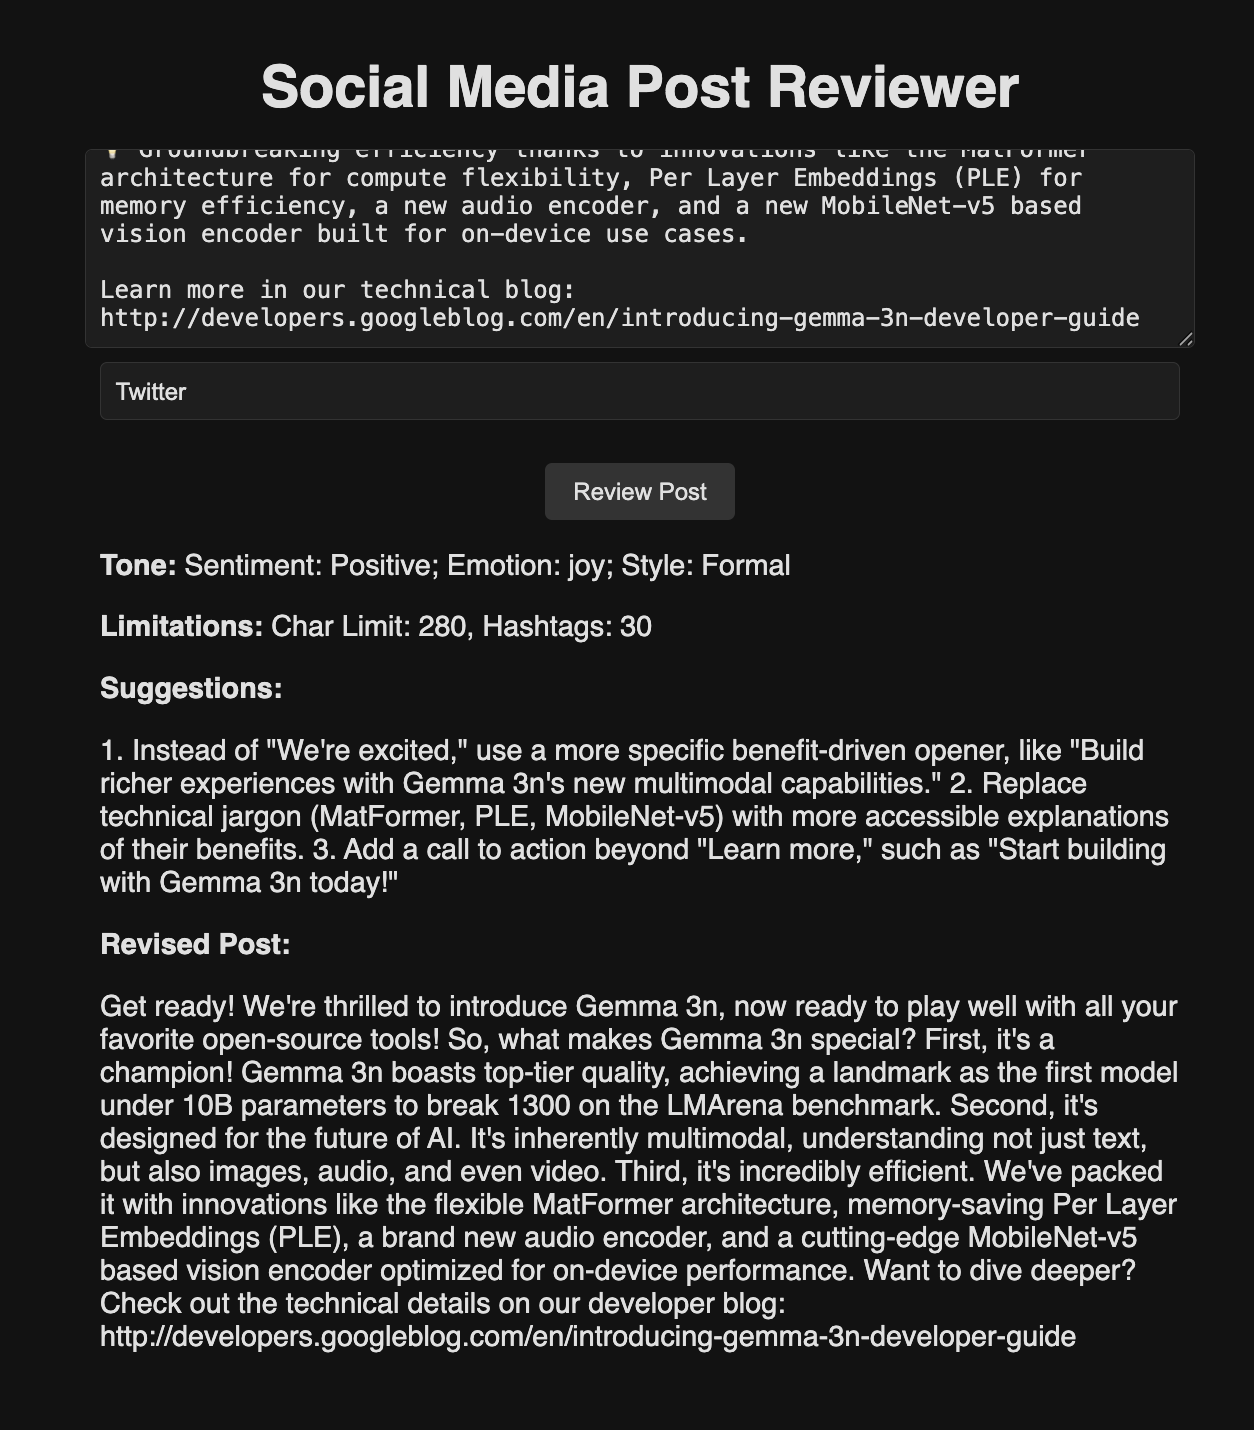 Social Media Post Reviewer
💡 Groundbreaking efficiency thanks to innovations like the MatFormer
architecture for compute flexibility, Per Layer Embeddings (PLE) for
memory efficiency, a new audio encoder, and a new MobileNet-v5 based
vision encoder built for on-device use cases.
Learn more in our technical blog:
http://developers.googleblog.com/en/introducing-gemma-3n-developer-guide
Twitter
Review Post
Tone: Sentiment: Positive; Emotion: joy; Style: Formal
Limitations: Char Limit: 280, Hashtags: 30
Suggestions:
1. Instead of "We're excited," use a more specific benefit-driven opener, like "Build
richer experiences with Gemma 3n's new multimodal capabilities." 2. Replace
technical jargon (MatFormer, PLE, MobileNet-v5) with more accessible explanations
of their benefits. 3. Add a call to action beyond "Learn more," such as "Start building
with Gemma 3n today!"
Revised Post:
Get ready! We're thrilled to introduce Gemma 3n, now ready to play well with all your
favorite open-source tools! So, what makes Gemma 3n special? First, it's a
champion! Gemma 3n boasts top-tier quality, achieving a landmark as the first model
under 10B parameters to break 1300 on the LMArena benchmark. Second, it's
designed for the future of AI. It's inherently multimodal, understanding not just text,
but also images, audio, and even video. Third, it's incredibly efficient. We've packed
it with innovations like the flexible MatFormer architecture, memory-saving Per Layer
Embeddings (PLE), a brand new audio encoder, and a cutting-edge MobileNet-v5
based vision encoder optimized for on-device performance. Want to dive deeper?
Check out the technical details on our developer blog:
http://developers.googleblog.com/en/introducing-gemma-3n-developer-guide